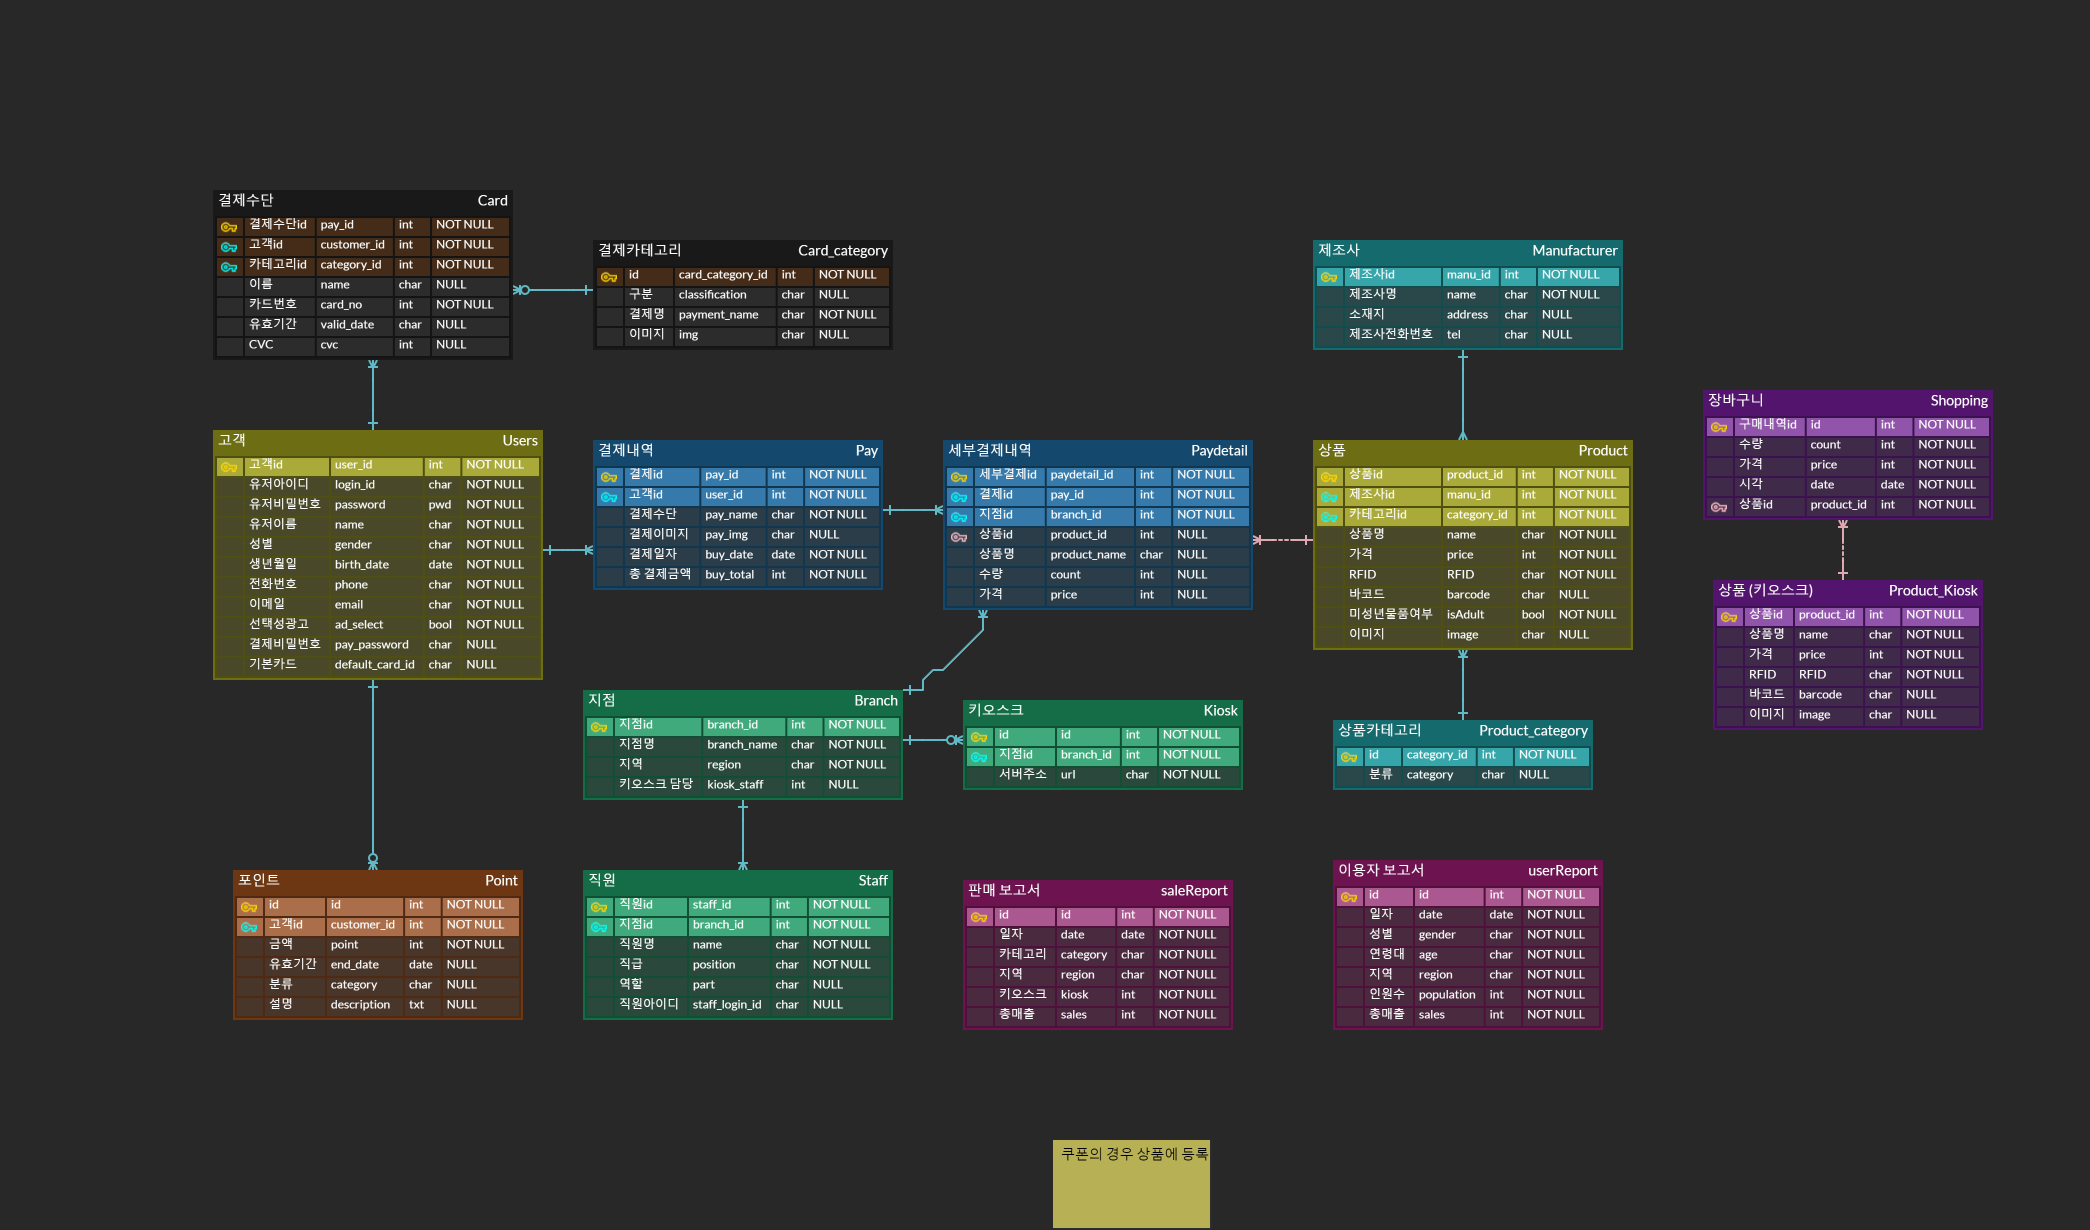 결제수단 Card
결제수단id pay_id int NOT NULL
고객id customer_id int NOT NULL
카테고리id category_id int NOT NULL
이름 name char NULL
카드번호 card_no int NOT NULL
유효기간 valid_date char NULL
CVC cvc int NULL
결제카테고리 Card_category
id card_category_id int NOT NULL
구분 classification char NULL
결제명 payment_name char NOT NULL
이미지 img char NULL
제조사 Manufacturer
제조사id manu_id int NOT NULL
제조사명 name char NOT NULL
소재지 address char NULL
제조사전화번호 tel char NULL
장바구니 Shopping
구매내역id id int NOT NULL
수량 count int NOT NULL
가격 price int NOT NULL
시각 date date NOT NULL
상품id product_id int NOT NULL
고객 Users
고객id user_id int NOT NULL
유저아이디 login_id char NOT NULL
유저비밀번호 password pwd NOT NULL
유저이름 name char NOT NULL
성별 gender char NOT NULL
생년월일 birth_date date NOT NULL
전화번호 phone char NOT NULL
이메일 email char NOT NULL
선택성광고 ad_select bool NOT NULL
결제비밀번호 pay_password char NULL
기본카드 default_card_id char NULL
결제내역 Pay
결제id pay_id int NOT NULL
고객id user_id int NOT NULL
결제수단 pay_name char NOT NULL
결제이미지 pay_img char NULL
결제일자 buy_date date NOT NULL
총 결제금액 buy_total int NOT NULL
세부결제내역 Paydetail
세부결제id paydetail_id int NOT NULL
결제id pay_id int NOT NULL
지점id branch_id int NOT NULL
상품id product_id int NULL
상품명 product_name char NULL
수량 count int NULL
가격 price int NULL
상품 Product
상품id product_id int NOT NULL
제조사id manu_id int NOT NULL
카테고리id category_id int NOT NULL
상품명 name char NOT NULL
가격 price int NOT NULL
RFID RFID char NOT NULL
바코드 barcode char NULL
미성년물품여부 isAdult bool NOT NULL
이미지 image char NULL
상품 (키오스크) Product_Kiosk
상품id product_id int NOT NULL
상품명 name char NOT NULL
가격 price int NOT NULL
RFID RFID char NOT NULL
바코드 barcode char NULL
이미지 image char NULL
지점 Branch
지점id branch_id int NOT NULL
지점명 branch_name char NOT NULL
지역 region char NOT NULL
키오스크 담당 kiosk_staff int NULL
키오스크 Kiosk
id id int NOT NULL
지점id branch_id int NOT NULL
서버주소 url char NOT NULL
상품카테고리 Product_category
id category_id int NOT NULL
분류 category char NULL
포인트 Point
id id int NOT NULL
고객id customer_id int NOT NULL
금액 point int NOT NULL
유효기간 end_date date NULL
분류 category char NULL
설명 description txt NULL
직원 Staff
직원id staff_id int NOT NULL
지점id branch_id int NOT NULL
직원명 name char NOT NULL
직급 position char NOT NULL
역할 part char NULL
직원아이디 staff_login_id char NULL
판매 보고서 saleReport
id id int NOT NULL
일자 date date NOT NULL
카테고리 category char NOT NULL
지역 region char NOT NULL
키오스크 kiosk int NOT NULL
총매출 sales int NOT NULL
이용자 보고서 userReport
id id int NOT NULL
일자 date date NOT NULL
성별 gender char NOT NULL
연령대 age char NOT NULL
지역 region char NOT NULL
인원수 population int NOT NULL
총매출 sales int NOT NULL
쿠폰의 경우 상품에 등록